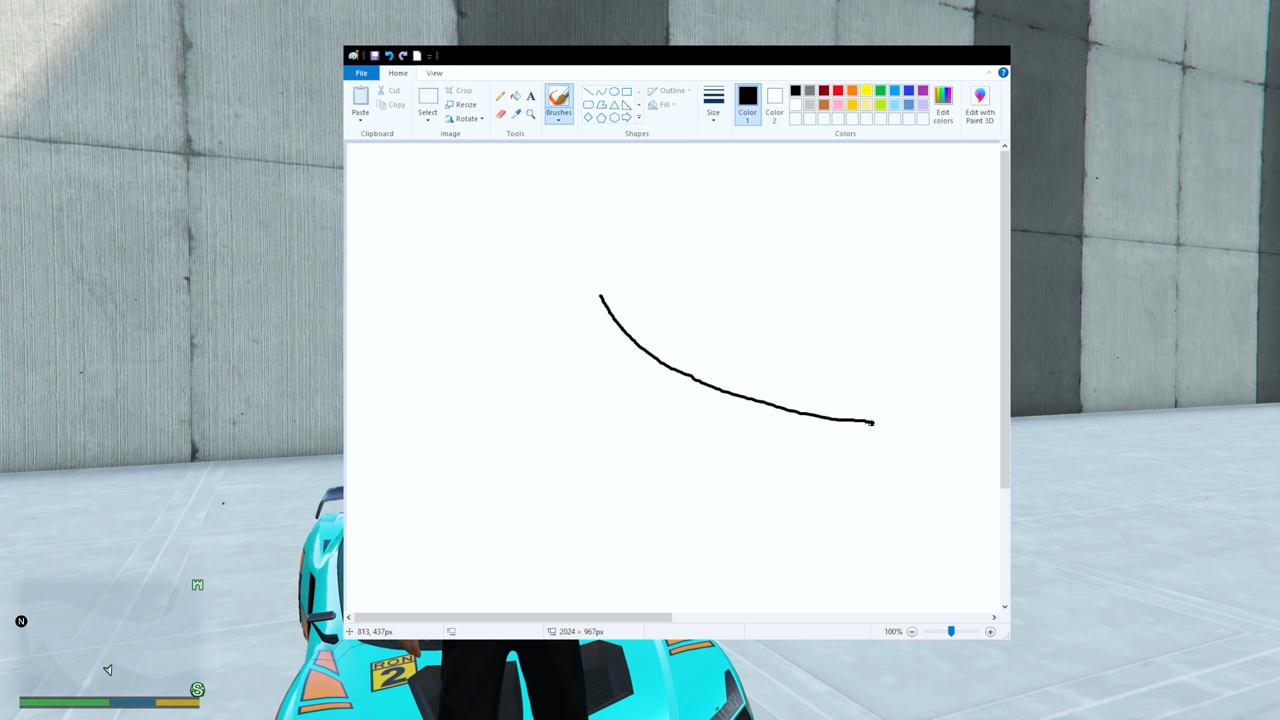 File Home View
Cut
Copy
Paste
Clipboard
Crop
Resize
Rotate
Select
Image
A
Tools
Brushes
Outline
Fill
Shapes
Size
Color 1
Color 2
Edit colors
Colors
Edit with Paint 3D
?
813, 437px
2024 × 967px
100%
N
S
RON
2